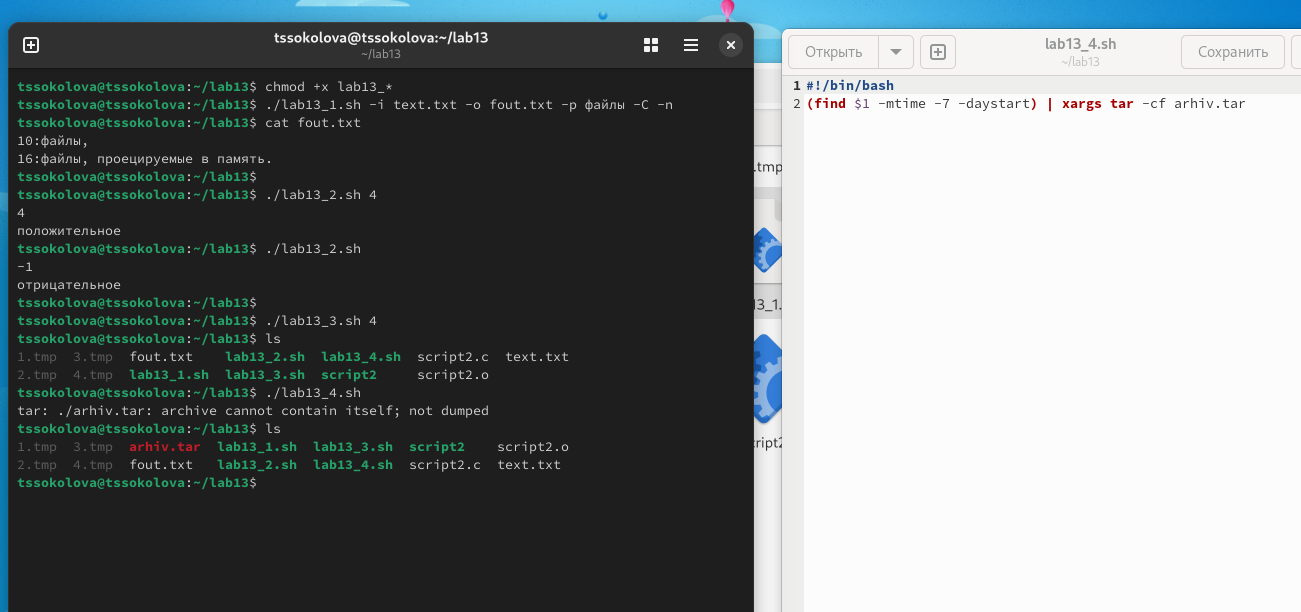 tssokolova@tssokolova:~/lab13
~/lab13
tssokolova@tssokolova:~/lab13$ chmod +x lab13_*
tssokolova@tssokolova:~/lab13$ ./lab13_1.sh -i text.txt -o fout.txt -p файлы -C -n
tssokolova@tssokolova:~/lab13$ cat fout.txt
10:файлы,
16:файлы, проецируемые в память.
tssokolova@tssokolova:~/lab13$
tssokolova@tssokolova:~/lab13$ ./lab13_2.sh 4
4
положительное
tssokolova@tssokolova:~/lab13$ ./lab13_2.sh
-1
отрицательное
tssokolova@tssokolova:~/lab13$
tssokolova@tssokolova:~/lab13$ ./lab13_3.sh 4
tssokolova@tssokolova:~/lab13$ ls
1.tmp 3.tmp fout.txt lab13_2.sh lab13_4.sh script2.c text.txt
2.tmp 4.tmp lab13_1.sh lab13_3.sh script2 script2.o
tssokolova@tssokolova:~/lab13$ ./lab13_4.sh
tar: ./arhiv.tar: archive cannot contain itself; not dumped
tssokolova@tssokolova:~/lab13$ ls
1.tmp 3.tmp arhiv.tar lab13_1.sh lab13_3.sh script2 script2.o
2.tmp 4.tmp fout.txt lab13_2.sh lab13_4.sh script2.c text.txt
tssokolova@tssokolova:~/lab13$
.tmp
13_1.
ript2
Открыть
lab13_4.sh
~/lab13
Сохранить
1 #!/bin/bash
2 (find $1 -mtime -7 -daystart) | xargs tar -cf arhiv.tar